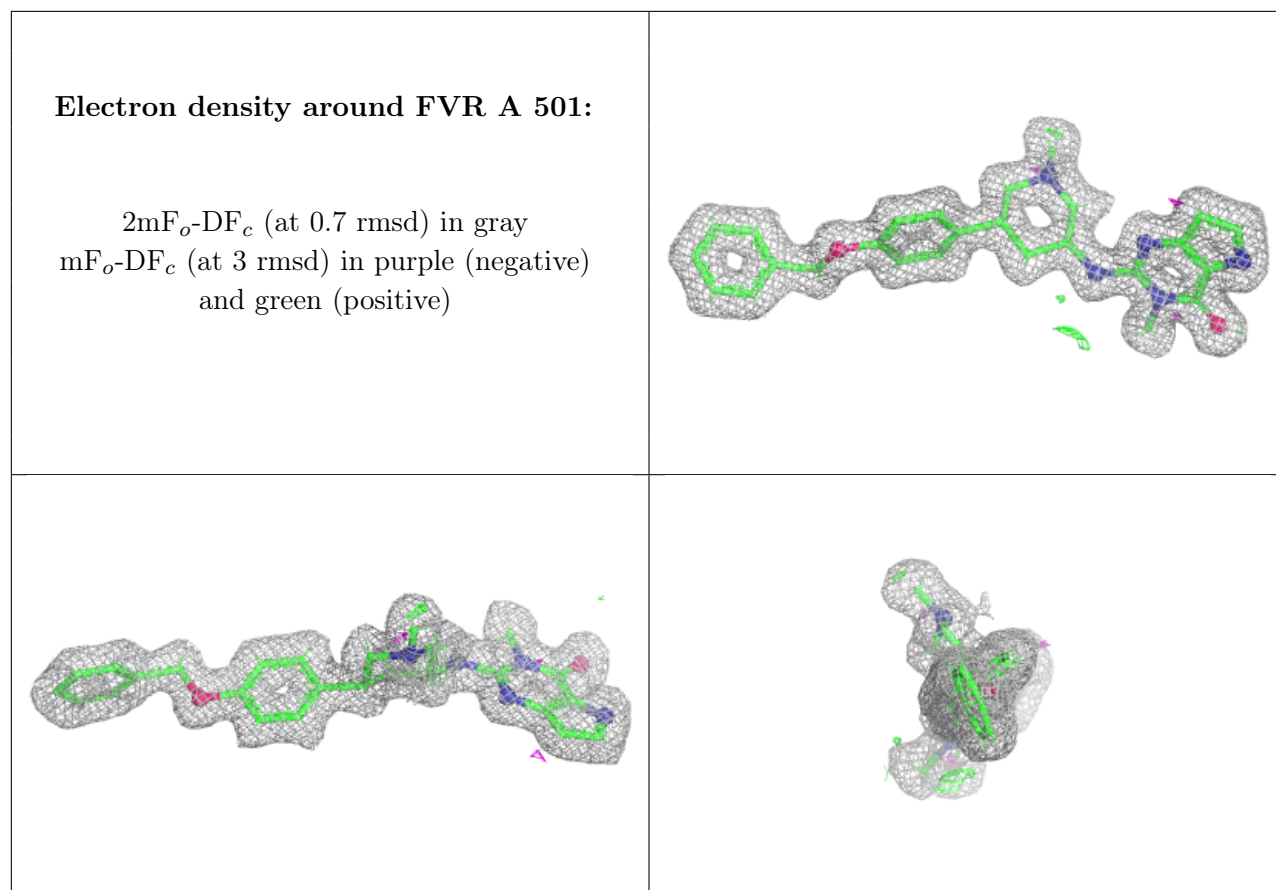 Electron density around FVR A 501:
2mFo-DFc (at 0.7 rmsd) in gray
mFo-DFc (at 3 rmsd) in purple (negative)
and green (positive)